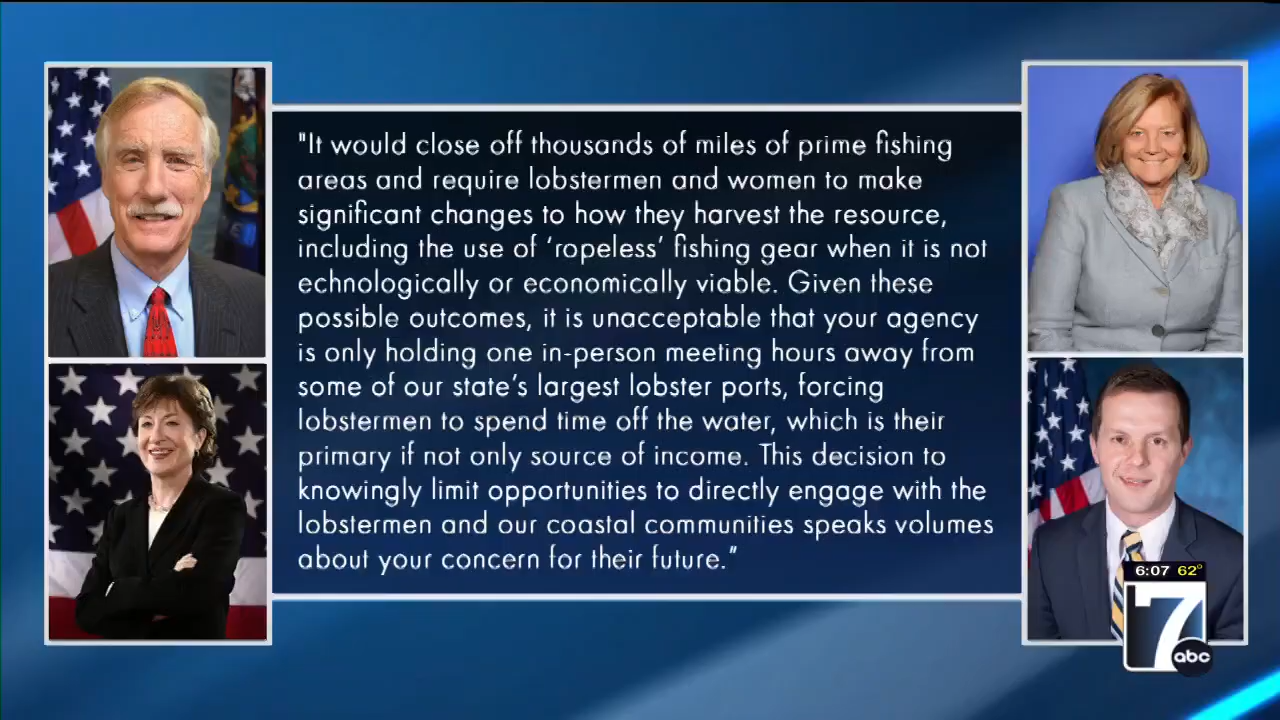 "It would close off thousands of miles of prime fishing
areas and require lobstermen and women to make
significant changes to how they harvest the resource,
including the use of ‘ropeless’ fishing gear when it is not
echnologically or economically viable. Given these
possible outcomes, it is unacceptable that your agency
is only holding one in-person meeting hours away from
some of our state’s largest lobster ports, forcing
lobstermen to spend time off the water, which is their
primary if not only source of income. This decision to
knowingly limit opportunities to directly engage with the
lobstermen and our coastal communities speaks volumes
about your concern for their future.”
6:07 62°
7
abc